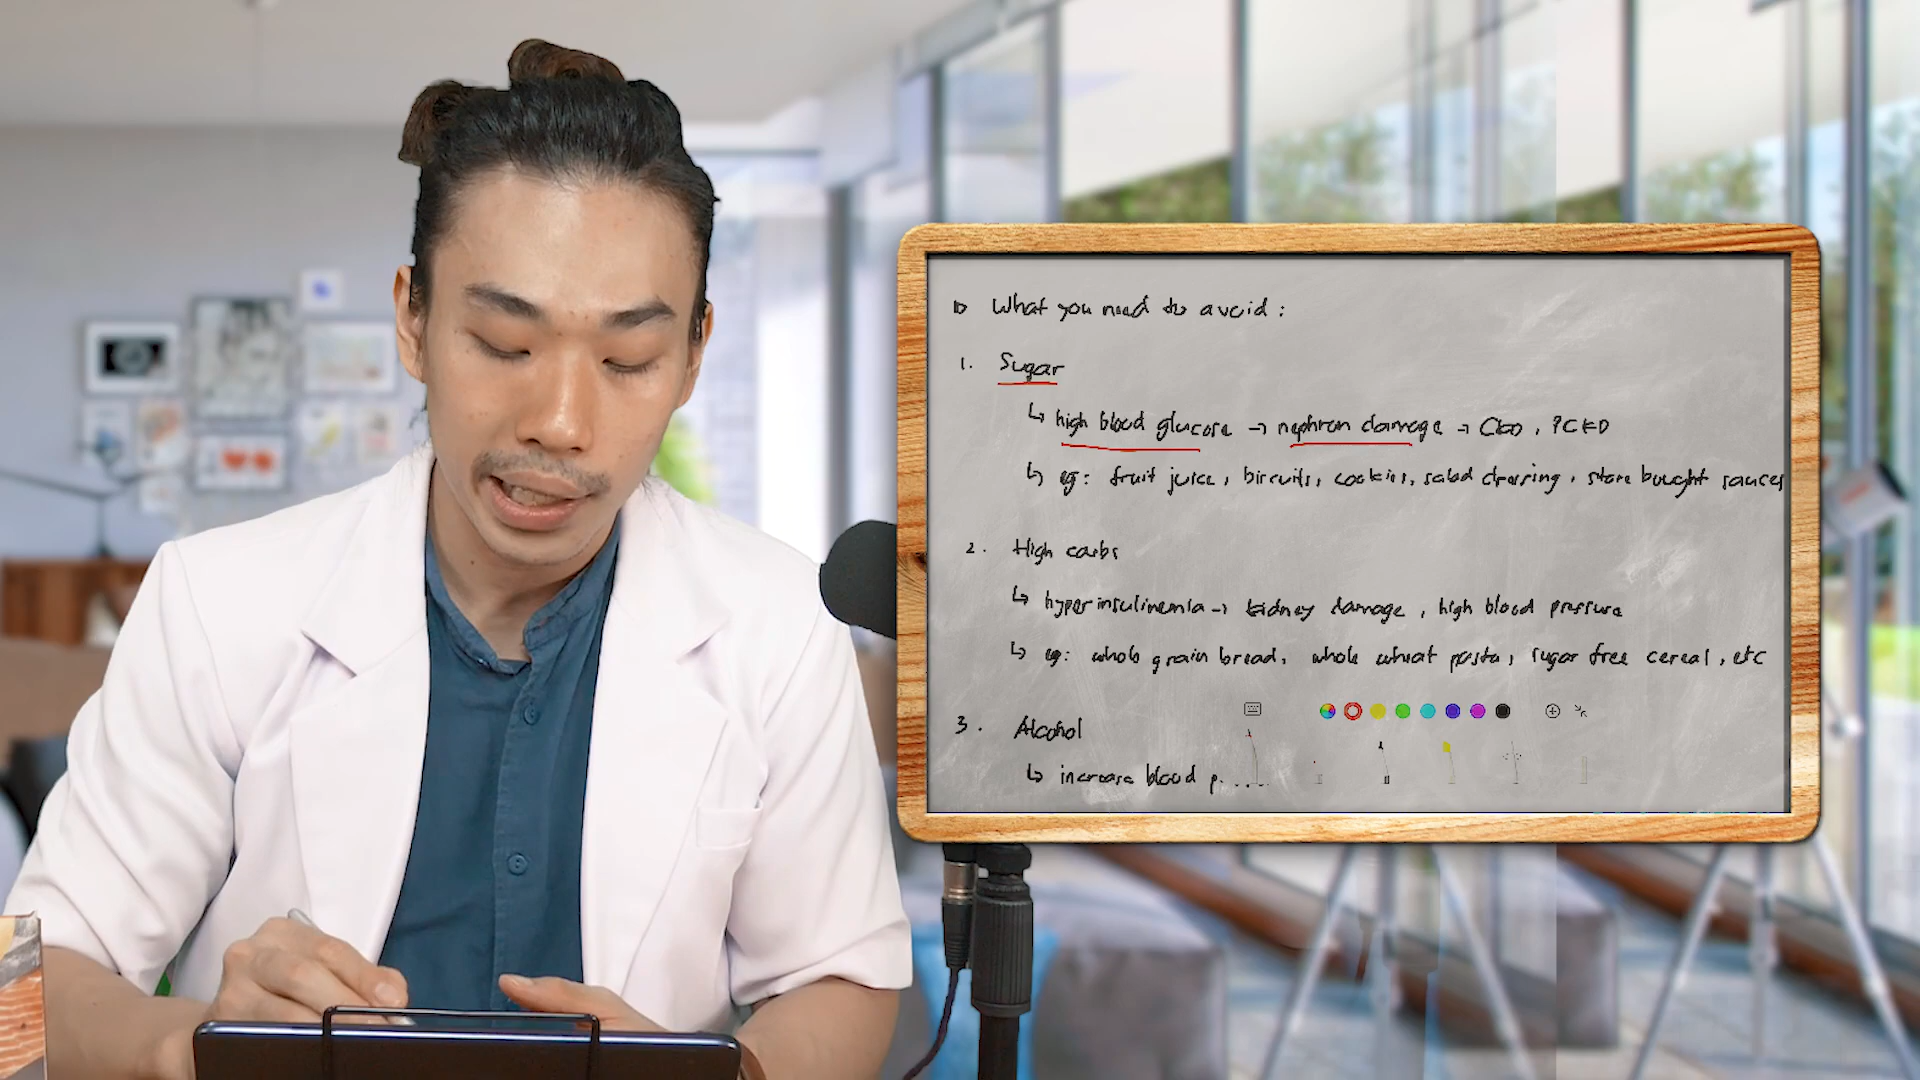 What you need to avoid :
1. Sugar
↳ high blood glucose → nephron damage → CKD , PCKD
↳ eg : fruit juice , biscuits, cookies, salad dressing , store bought sauces
2. High carbs
↳ hyperinsulinemia → kidney damage , high blood pressure
↳ eg : whole grain bread, whole wheat pasta, sugar free cereal , etc
3. Alcohol
↳ increase blood p